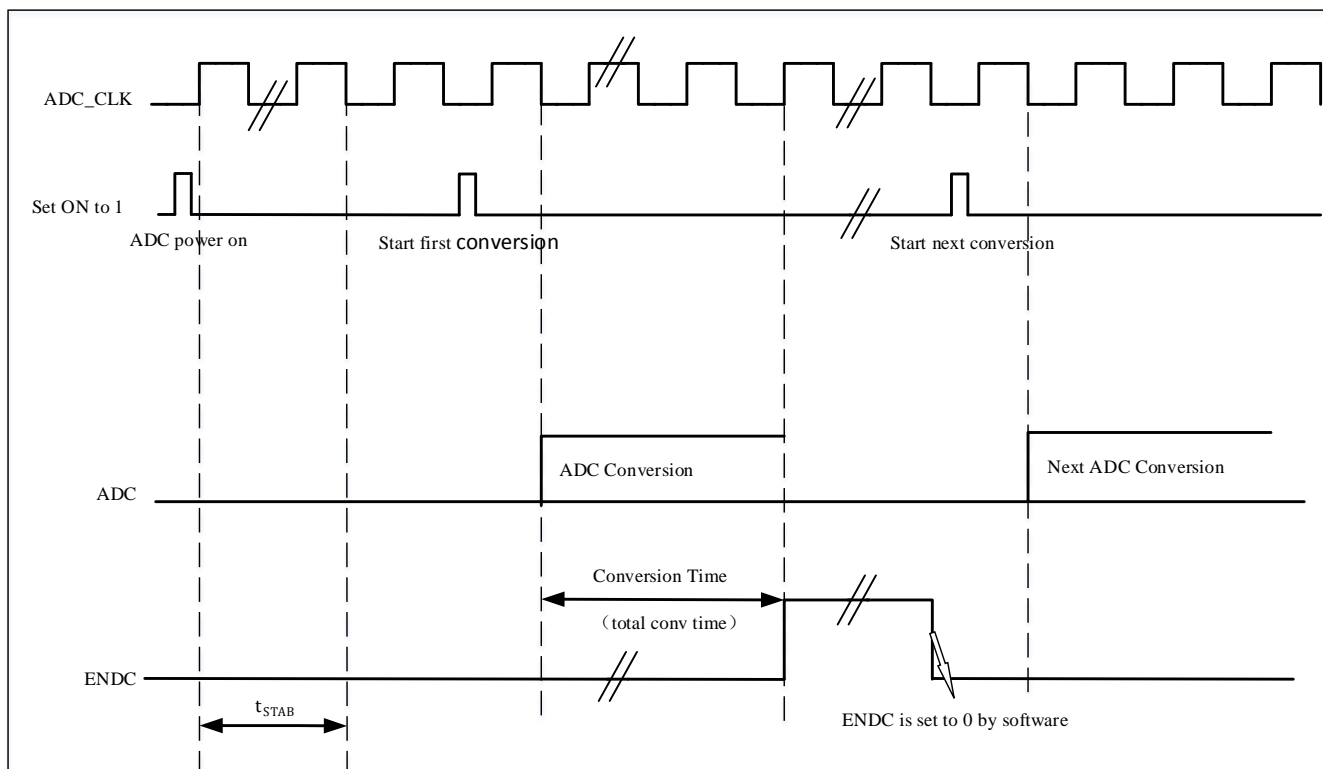 ADC_CLK
Set ON to 1
ADC power on
Start first conversion
Start next conversion
ADC Conversion
Next ADC Conversion
ADC
Conversion Time
（total conv time）
ENDC
tSTAB
ENDC is set to 0 by software